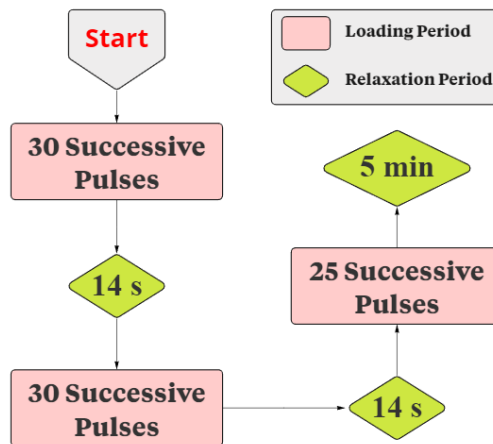 Start
30 Successive
Pulses
14 s
30 Successive
Pulses
14 s
25 Successive
Pulses
5 min
Loading Period
Relaxation Period